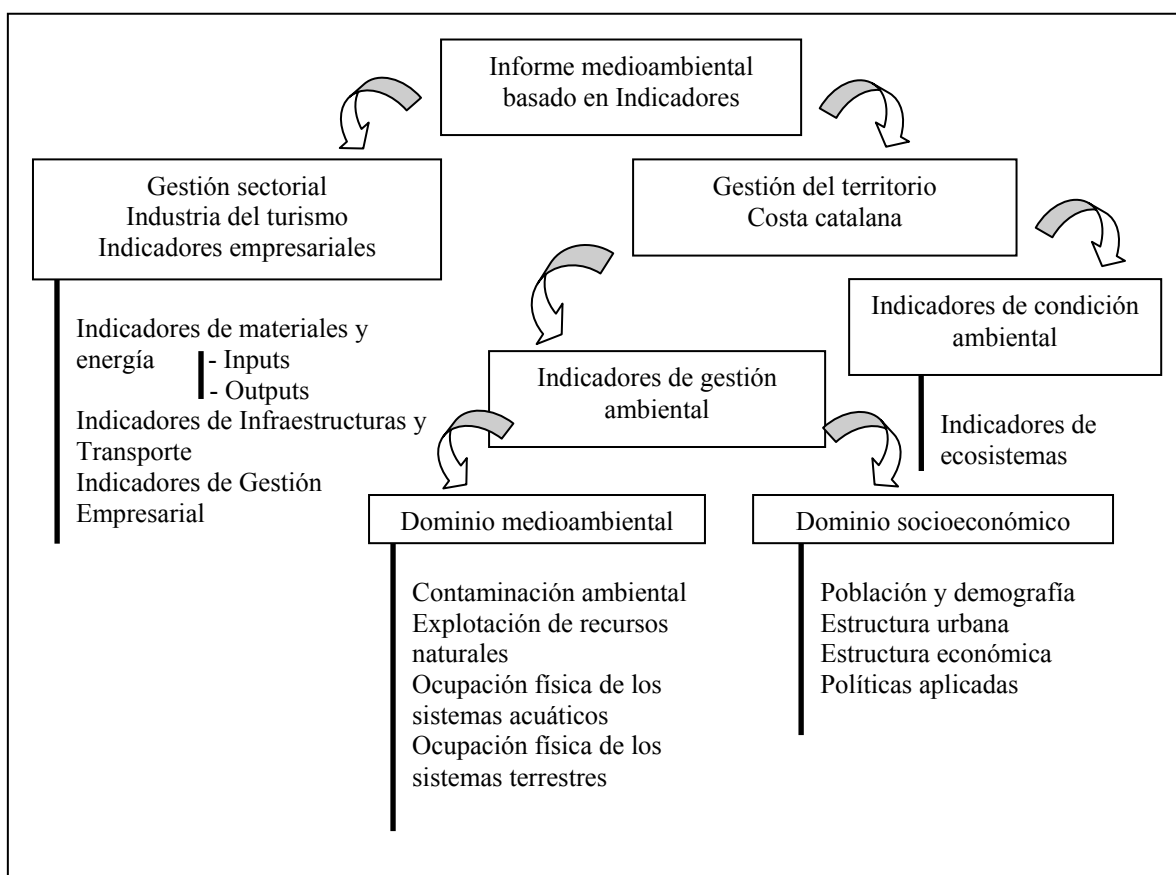 Informe medioambiental
basado en Indicadores
Gestión sectorial
Industria del turismo
Indicadores empresariales
Gestión del territorio
Costa catalana
Indicadores de materiales y
energía
- Inputs
- Outputs
Indicadores de Infraestructuras y
Transporte
Indicadores de Gestión
Empresarial
Indicadores de gestión
ambiental
Indicadores de condición
ambiental
Indicadores de
ecosistemas
Dominio medioambiental
Contaminación ambiental
Explotación de recursos
naturales
Ocupación física de los
sistemas acuáticos
Ocupación física de los
sistemas terrestres
Dominio socioeconómico
Población y demografía
Estructura urbana
Estructura económica
Políticas aplicadas